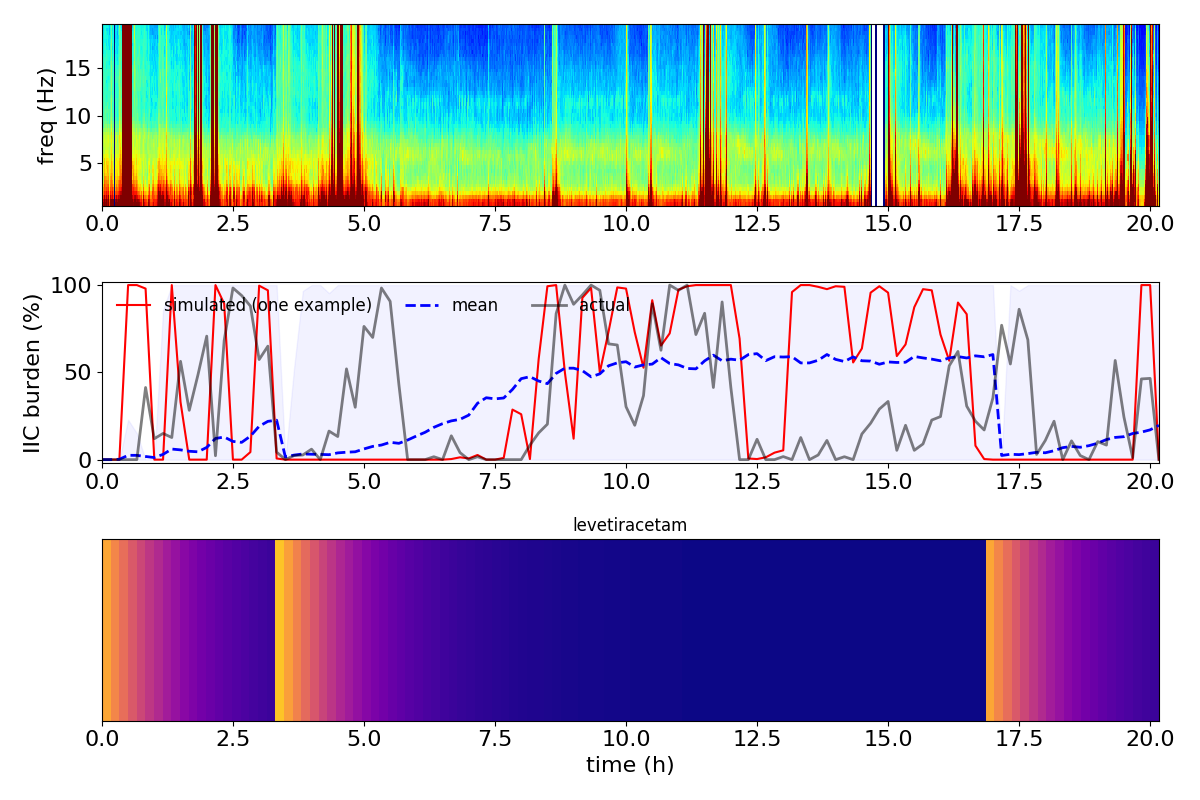 freq (Hz)
15
10
5
0.0 2.5 5.0 7.5 10.0 12.5 15.0 17.5 20.0
IIC burden (%)
100
50
0
simulated (one example) mean actual
0.0 2.5 5.0 7.5 10.0 12.5 15.0 17.5 20.0
levetiracetam
0.0 2.5 5.0 7.5 10.0 12.5 15.0 17.5 20.0
time (h)